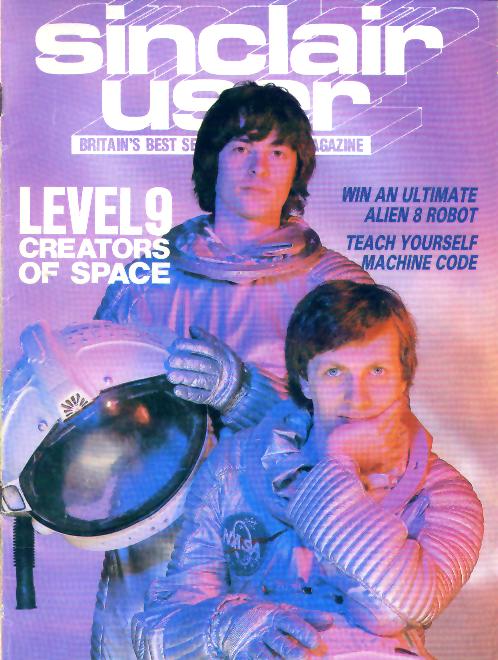 sinclair
user
BRITAIN'S BEST SE AGAZINE
LEVEL9
CREATORS
OF SPACE
WIN AN ULTIMATE
ALIEN 8 ROBOT
TEACH YOURSELF
MACHINE CODE
NASA